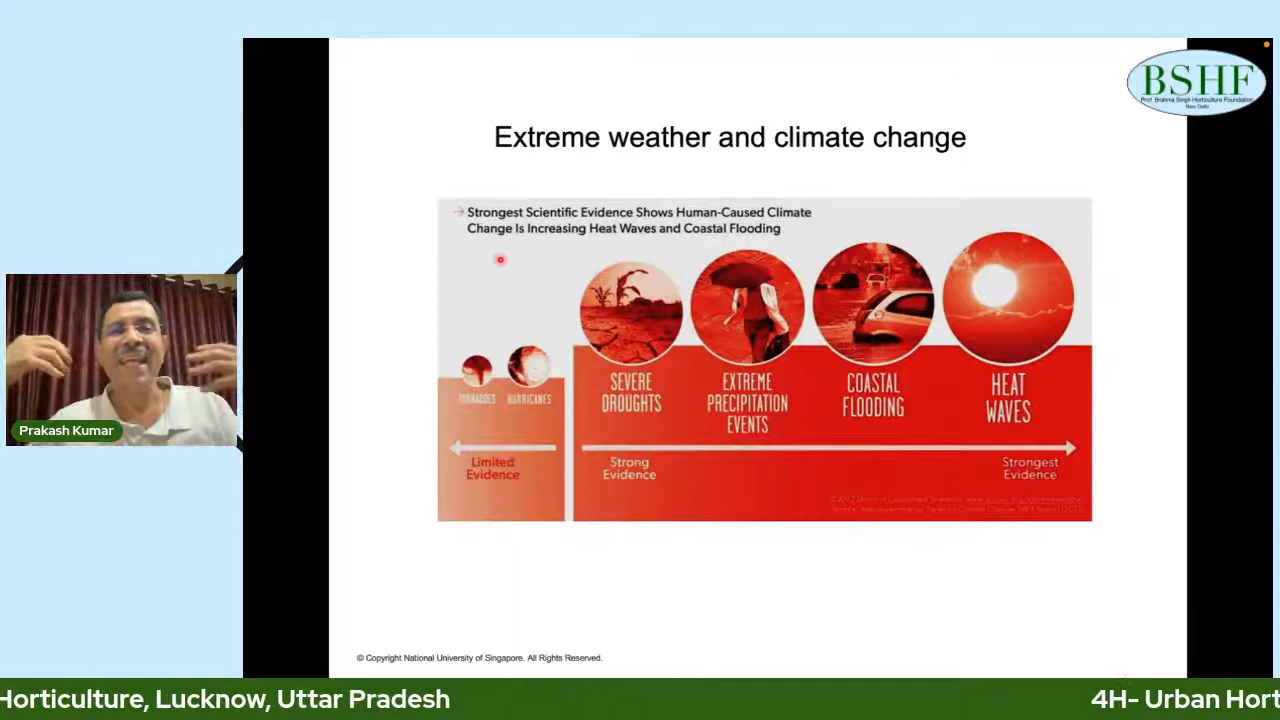 BSHF
Prof. Brahma Singh Horticulture Foundation
New Delhi
Extreme weather and climate change
Strongest Scientific Evidence Shows Human-Caused Climate
Change Is Increasing Heat Waves and Coastal Flooding
TORNADOES
HURRICANES
SEVERE
DROUGHTS
EXTREME
PRECIPITATION
EVENTS
COASTAL
FLOODING
HEAT
WAVES
Limited
Evidence
Strong
Evidence
Strongest
Evidence
Prakash Kumar
© Copyright National University of Singapore. All Rights Reserved.
Horticulture, Lucknow, Uttar Pradesh
4H- Urban Hort